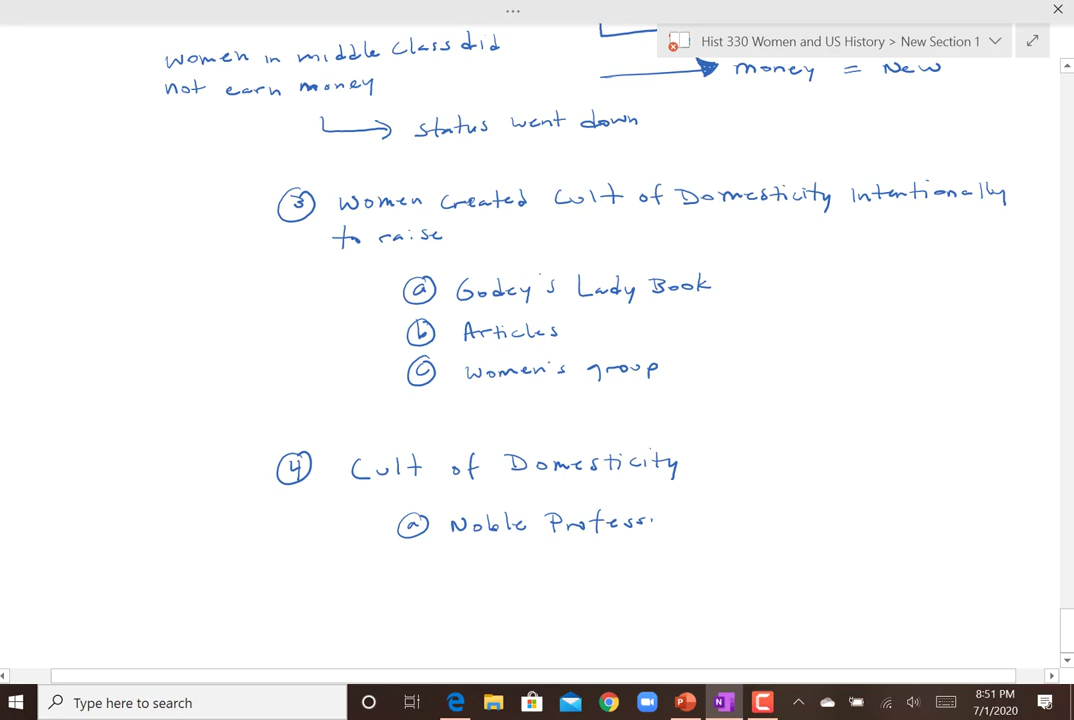 Hist 330 Women and US History > New Section 1
women in middle class did
not earn money
money = New
status went down
③ Women created Cult of Domesticity Intentionally
to raise
ⓐ Godey's Lady Book
ⓑ Articles
ⓒ Women's group
④ Cult of Domesticity
ⓐ Noble Professi
Type here to search
8:51 PM
7/1/2020